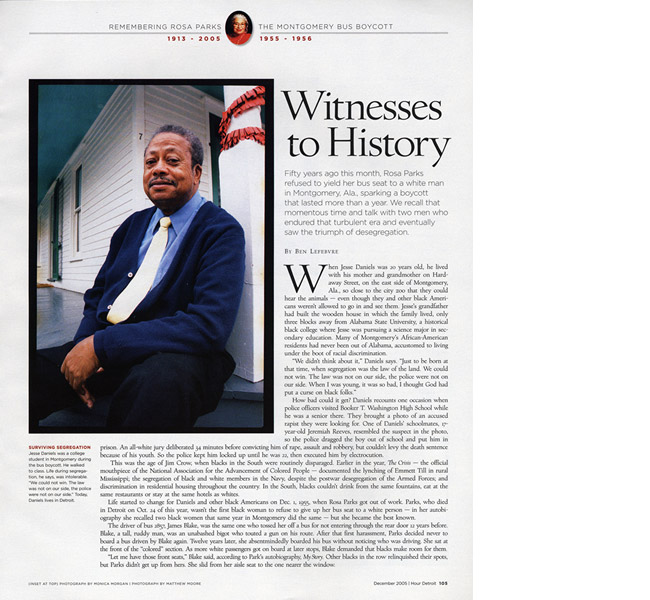 REMEMBERING ROSA PARKS THE MONTGOMERY BUS BOYCOTT
1913 - 2005 1955 - 1956
7
Witnesses
to History
Fifty years ago this month, Rosa Parks
refused to yield her bus seat to a white man
in Montgomery, Ala., sparking a boycott
that lasted more than a year. We recall that
momentous time and talk with two men who
endured that turbulent era and eventually
saw the triumph of desegregation.
By Ben Lefebvre
When Jesse Daniels was 20 years old, he lived
with his mother and grandmother on Hard-
away Street, on the east side of Montgomery,
Ala., so close to the city zoo that they could
hear the animals — even though they and other black Ameri-
cans weren't allowed to go in and see them. Jesse's grandfather
had built the wooden house in which the family lived, only
three blocks away from Alabama State University, a historical
black college where Jesse was pursuing a science major in sec-
ondary education. Many of Montgomery's African-American
residents had never been out of Alabama, accustomed to living
under the boot of racial discrimination.
"We didn't think about it," Daniels says. "Just to be born at
that time, when segregation was the law of the land. We could
not win. The law was not on our side, the police were not on
our side. When I was young, it was so bad, I thought God had
put a curse on black folks."
How bad could it get? Daniels recounts one occasion when
police officers visited Booker T. Washington High School while
he was a senior there. They brought a photo of an accused
rapist they were looking for. One of Daniels' schoolmates, 17-
year-old Jeremiah Reeves, resembled the suspect in the photo,
so the police dragged the boy out of school and put him in
prison. An all-white jury deliberated 34 minutes before convicting him of rape, assault and robbery, but couldn't levy the death sentence
because of his youth. So the police kept him locked up until he was 22, then executed him by electrocution.
This was the age of Jim Crow, when blacks in the South were routinely disparaged. Earlier in the year, The Crisis — the official
mouthpiece of the National Association for the Advancement of Colored People — documented the lynching of Emmett Till in rural
Mississippi; the segregation of black and white members in the Navy, despite the postwar desegregation of the Armed Forces; and
discrimination in residential housing throughout the country. In the South, blacks couldn't drink from the same fountains, eat at the
same restaurants or stay at the same hotels as whites.
Life started to change for Daniels and other black Americans on Dec. 1, 1955, when Rosa Parks got out of work. Parks, who died
in Detroit on Oct. 24 of this year, wasn't the first black woman to refuse to give up her bus seat to a white person — in her autobi-
ography she recalled two black women that same year in Montgomery did the same — but she became the best known.
The driver of bus 2857, James Blake, was the same one who tossed her off a bus for not entering through the rear door 12 years before.
Blake, a tall, ruddy man, was an unabashed bigot who touted a gun on his route. After that first harassment, Parks decided never to
board a bus driven by Blake again. Twelve years later, she absentmindedly boarded his bus without noticing who was driving. She sat at
the front of the "colored" section. As more white passengers got on board at later stops, Blake demanded that blacks make room for them.
"Let me have those front seats," Blake said, according to Park's autobiography, My Story. Other blacks in the row relinquished their spots,
but Parks didn't get up from hers. She slid from her aisle seat to the one nearer the window.
SURVIVING SEGREGATION
Jesse Daniels was a college
student in Montgomery during
the bus boycott. He walked
to class. Life during segrega-
tion, he says, was intolerable.
"We could not win. The law
was not on our side, the police
were not on our side." Today,
Daniels lives in Detroit.
(INSET AT TOP) PHOTOGRAPH BY MONICA MORGAN | PHOTOGRAPH BY MATTHEW MOORE
December 2005 | Hour Detroit 105